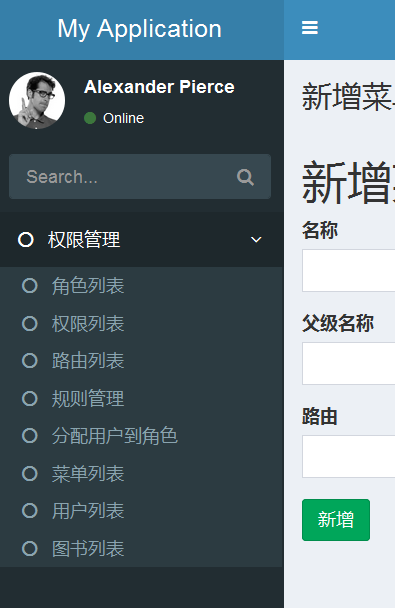 My Application
Alexander Pierce
Online
Search...
权限管理
角色列表
权限列表
路由列表
规则管理
分配用户到角色
菜单列表
用户列表
图书列表
新增菜
新增
名称
父级名称
路由
新增